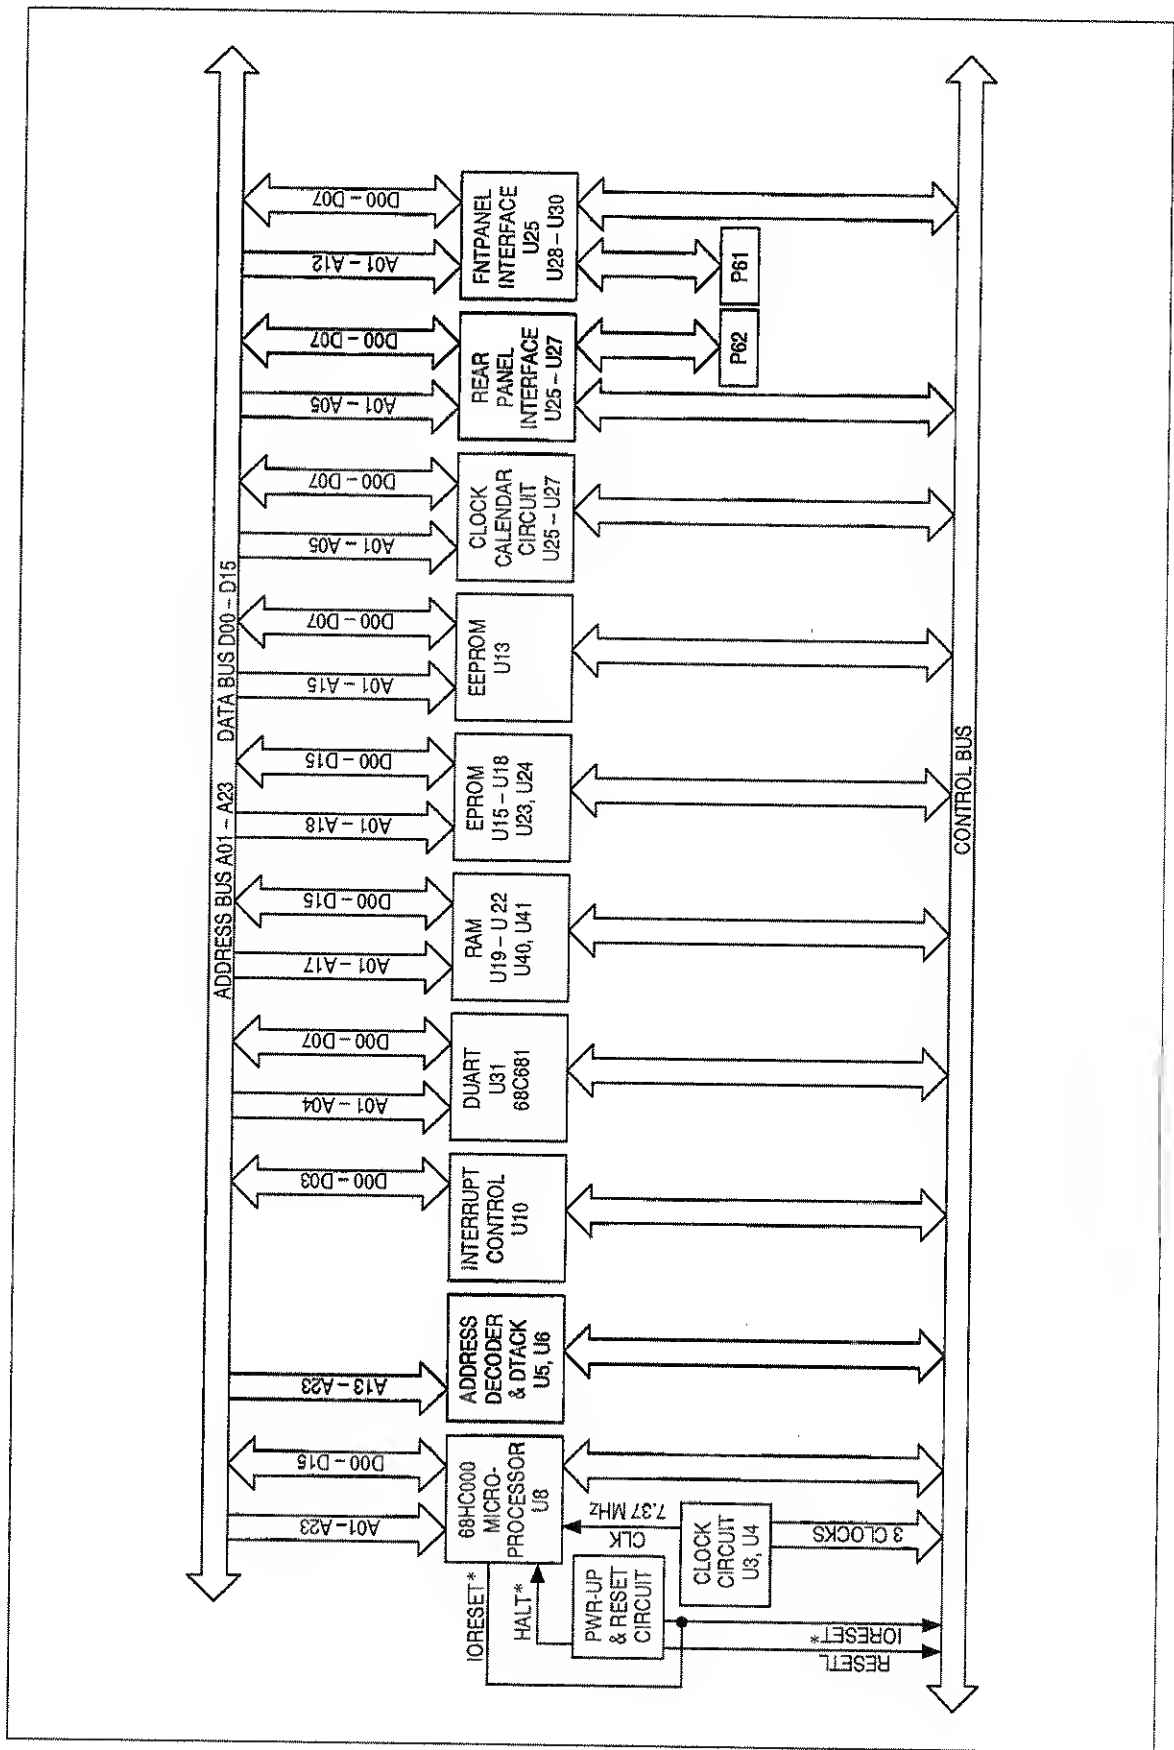 ADDRESS BUS A01 – A23
DATA BUS D00 – D15
A01–A23
D00 – D15
A13 – A23
D00 – D03
A01 – A04
D00 – D07
A01 – A17
D00 – D15
A01 – A18
D00 – D15
A01 – A15
D00 – D07
A01 – A05
D00 – D07
A01 – A05
D00 – D07
A01 – A12
D00 – D07
68HC000
MICRO-
PROCESSOR
U8
ADDRESS
DECODER
& DTACK
U5, U6
INTERRUPT
CONTROL
U10
DUART
U31
68C681
RAM
U19 – U 22
U40, U41
EPROM
U15 – U18
U23, U24
EEPROM
U13
CLOCK
CALENDAR
CIRCUIT
U25 – U27
REAR
PANEL
INTERFACE
U25 – U27
FNTPANEL
INTERFACE
U25
U28 – U30
IORESET*
HALT*
CLK
7.37 MHz
PWR-UP
& RESET
CIRCUIT
CLOCK
CIRCUIT
U3, U4
P62
P61
RESETL
IORESET*
3 CLOCKS
CONTROL BUS